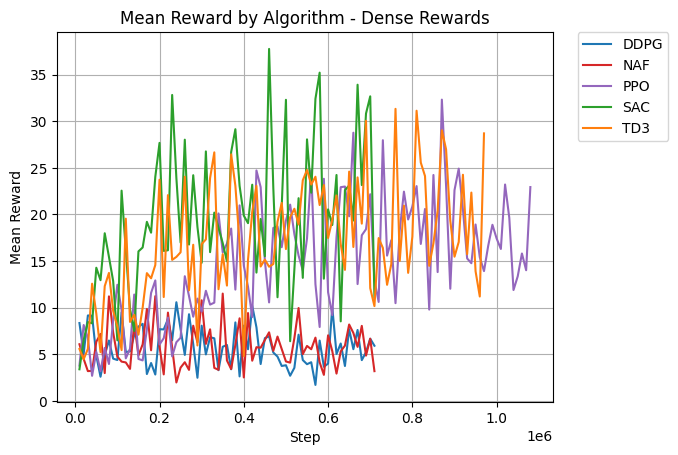 Mean Reward by Algorithm - Dense Rewards
DDPG
NAF
PPO
SAC
TD3
Mean Reward
35
30
25
20
15
10
5
0
0.0 0.2 0.4 0.6 0.8 1.0
1e6
Step